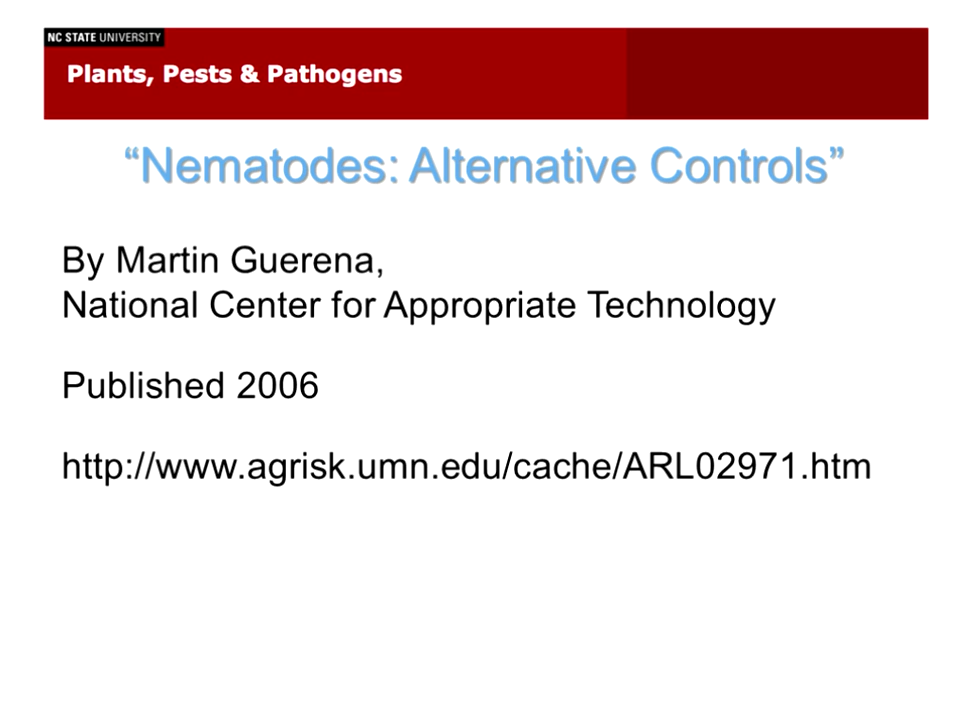 NC STATE UNIVERSITY
Plants, Pests & Pathogens
“Nematodes: Alternative Controls”
By Martin Guerena,
National Center for Appropriate Technology
Published 2006
http://www.agrisk.umn.edu/cache/ARL02971.htm